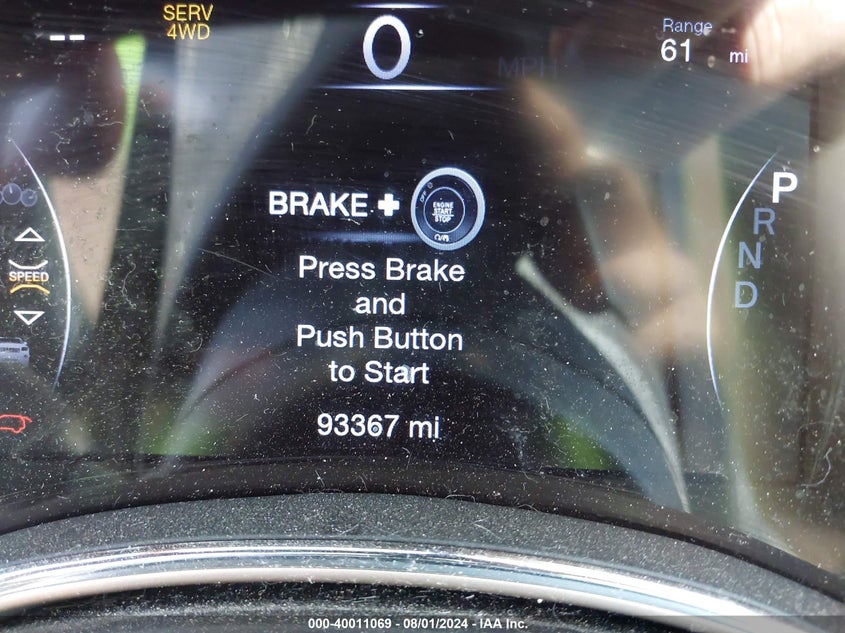 --
SERV
4WD
0
MPH
Range
61 mi
BRAKE +
OFF
ENGINE
START
STOP
P
R
N
D
SPEED
Press Brake
and
Push Button
to Start
93367 mi
000-40011069 - 08/01/2024 - IAA Inc.